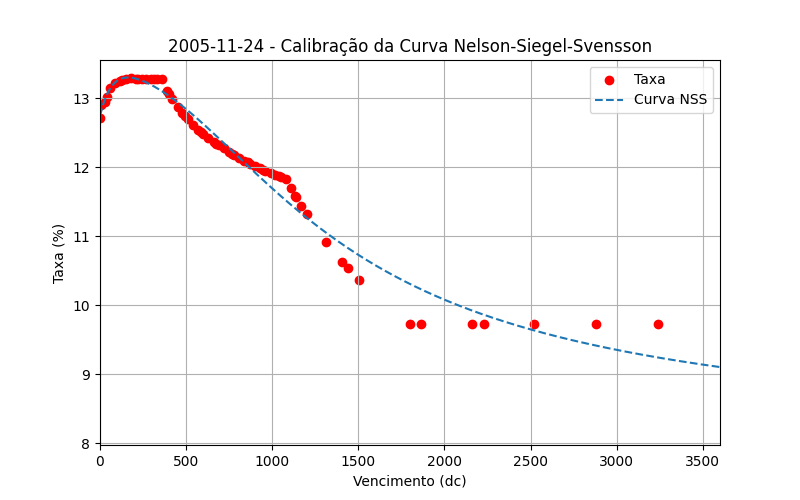 2005-11-24 - Calibração da Curva Nelson-Siegel-Svensson
Taxa
Curva NSS
Taxa (%)
13
12
11
10
9
8
0 500 1000 1500 2000 2500 3000 3500
Vencimento (dc)